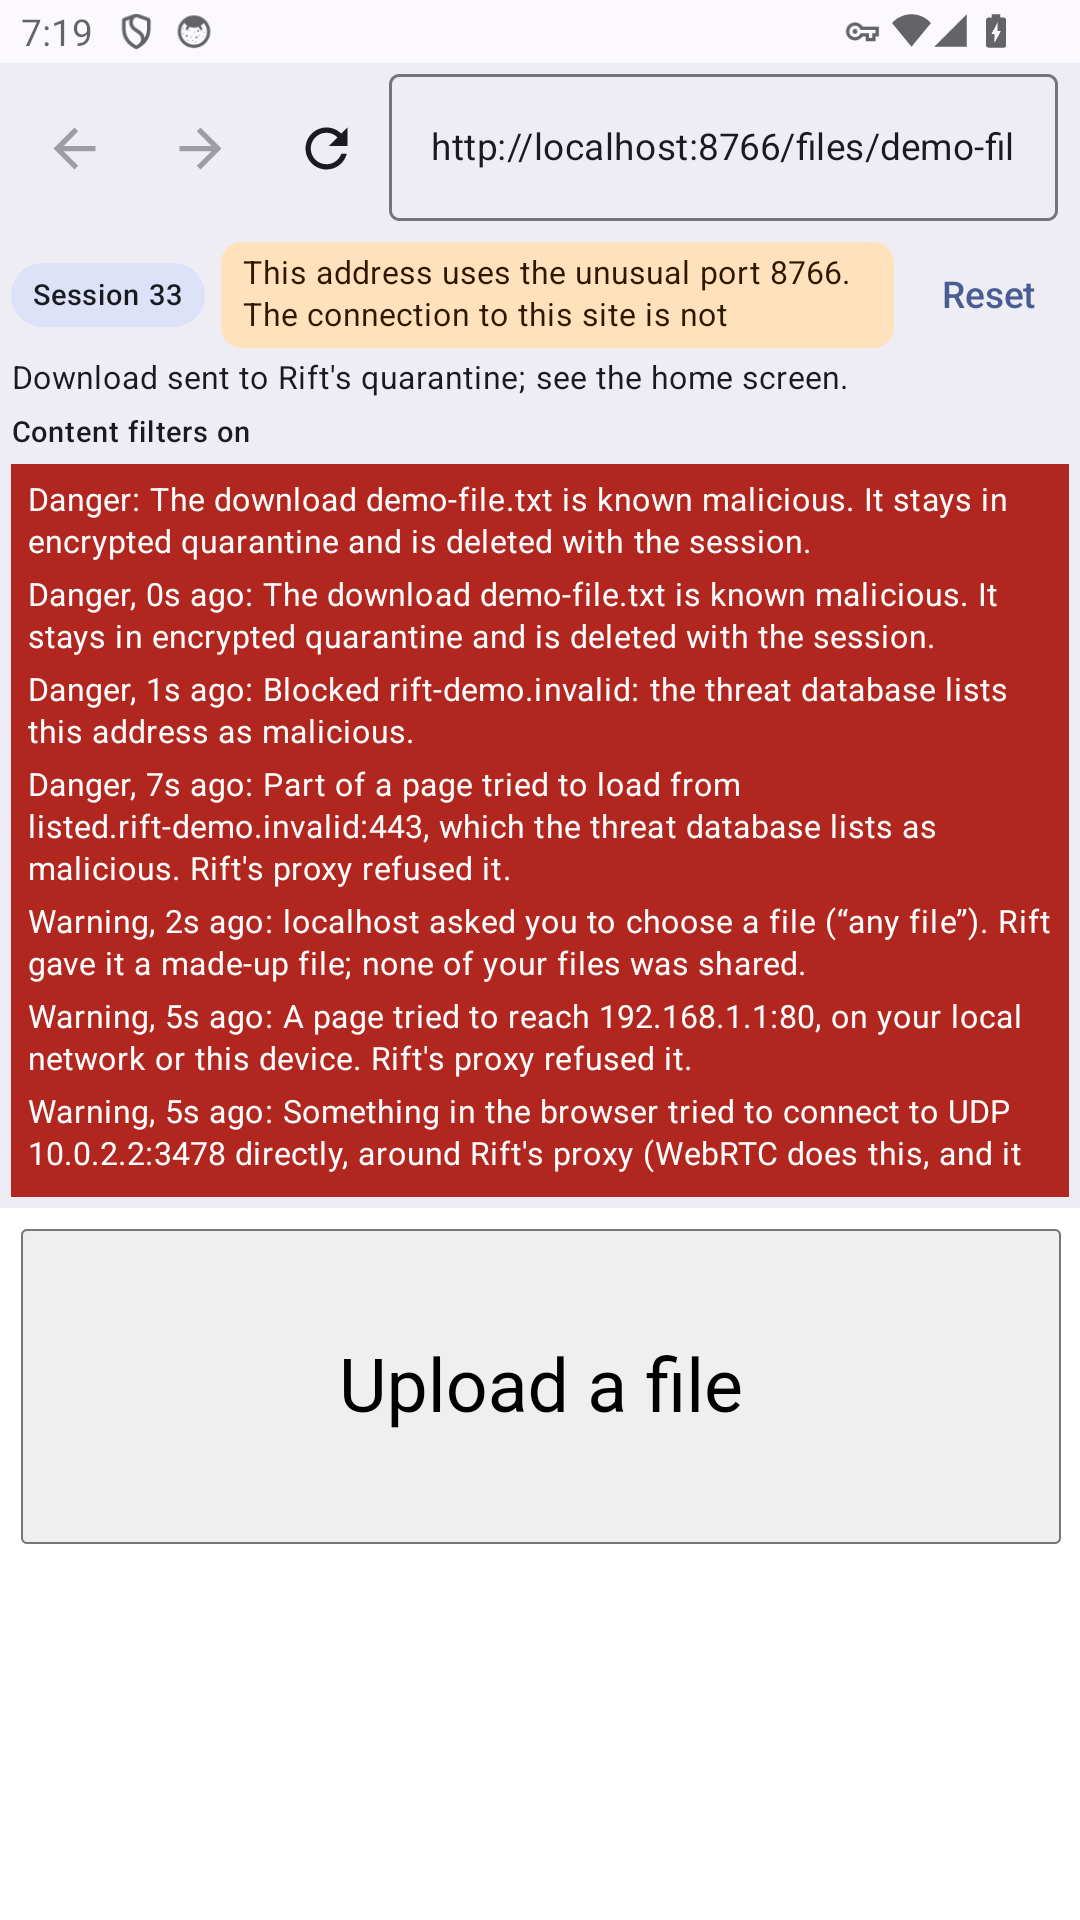 7:19
http://localhost:8766/files/demo-fil
Session 33
This address uses the unusual port 8766.
The connection to this site is not
Reset
Download sent to Rift's quarantine; see the home screen.
Content filters on
Danger: The download demo-file.txt is known malicious. It stays in
encrypted quarantine and is deleted with the session.
Danger, 0s ago: The download demo-file.txt is known malicious. It
stays in encrypted quarantine and is deleted with the session.
Danger, 1s ago: Blocked rift-demo.invalid: the threat database lists
this address as malicious.
Danger, 7s ago: Part of a page tried to load from
listed.rift-demo.invalid:443, which the threat database lists as
malicious. Rift's proxy refused it.
Warning, 2s ago: localhost asked you to choose a file (“any file”). Rift
gave it a made-up file; none of your files was shared.
Warning, 5s ago: A page tried to reach 192.168.1.1:80, on your local
network or this device. Rift's proxy refused it.
Warning, 5s ago: Something in the browser tried to connect to UDP
10.0.2.2:3478 directly, around Rift's proxy (WebRTC does this, and it
Upload a file